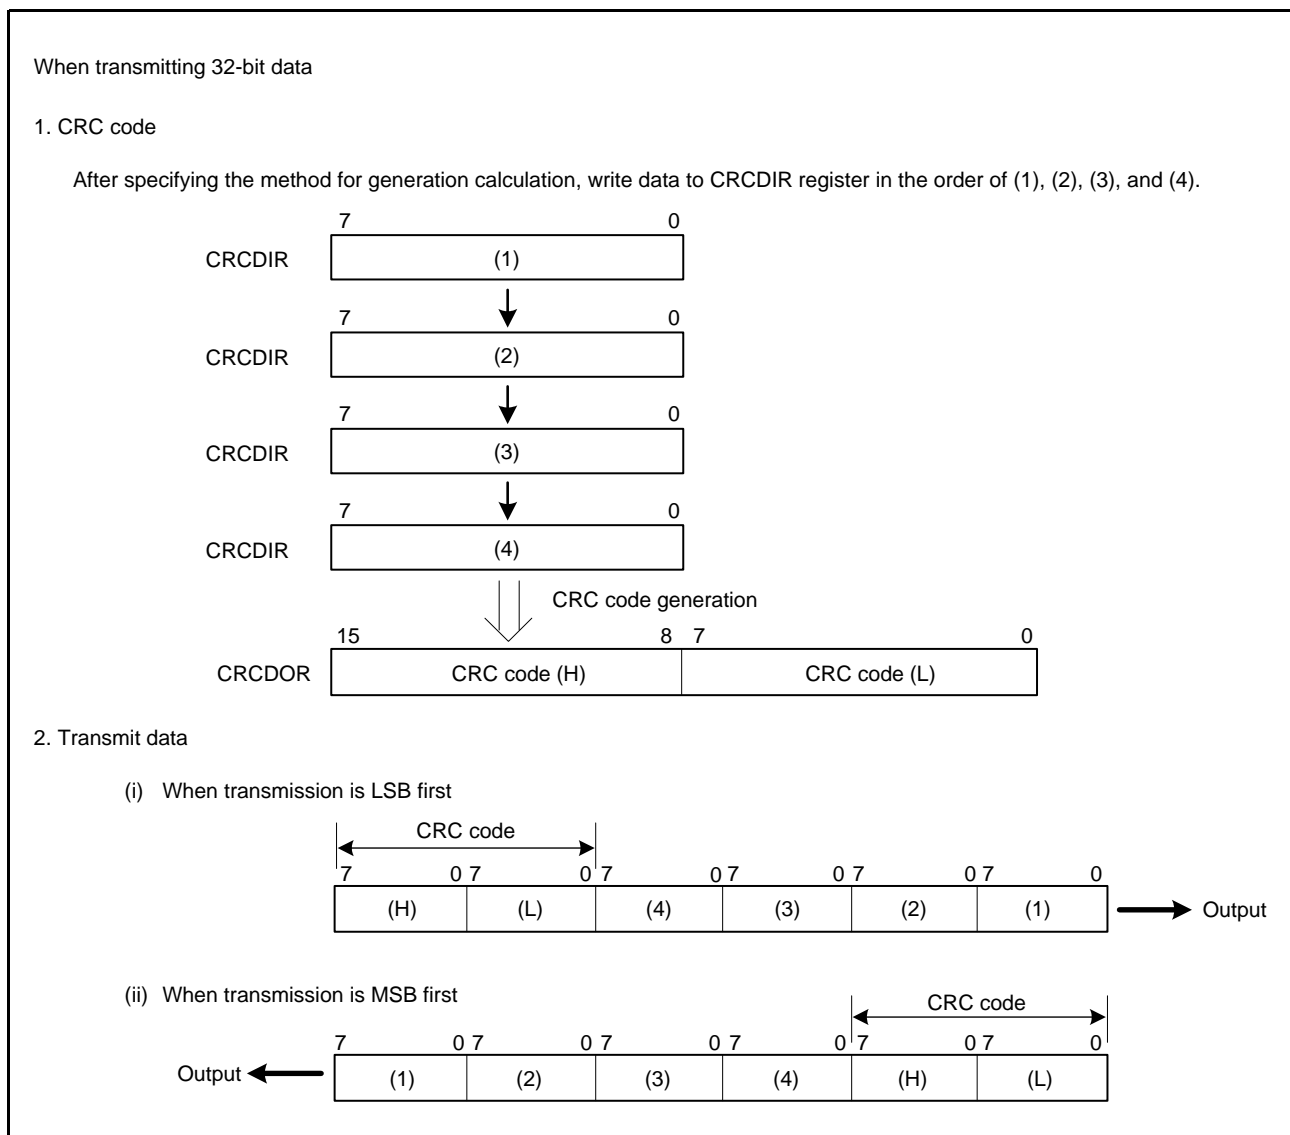 When transmitting 32-bit data
1. CRC code
After specifying the method for generation calculation, write data to CRCDIR register in the order of (1), (2), (3), and (4).
7 0
CRCDIR (1)
7 0
CRCDIR (2)
7 0
CRCDIR (3)
7 0
CRCDIR (4)
CRC code generation
15 8 7 0
CRCDOR CRC code (H) CRC code (L)
2. Transmit data
(i) When transmission is LSB first
CRC code
7 0 7 0 7 0 7 0 7 0 7 0
(H) (L) (4) (3) (2) (1) Output
(ii) When transmission is MSB first
CRC code
7 0 7 0 7 0 7 0 7 0 7 0
Output (1) (2) (3) (4) (H) (L)